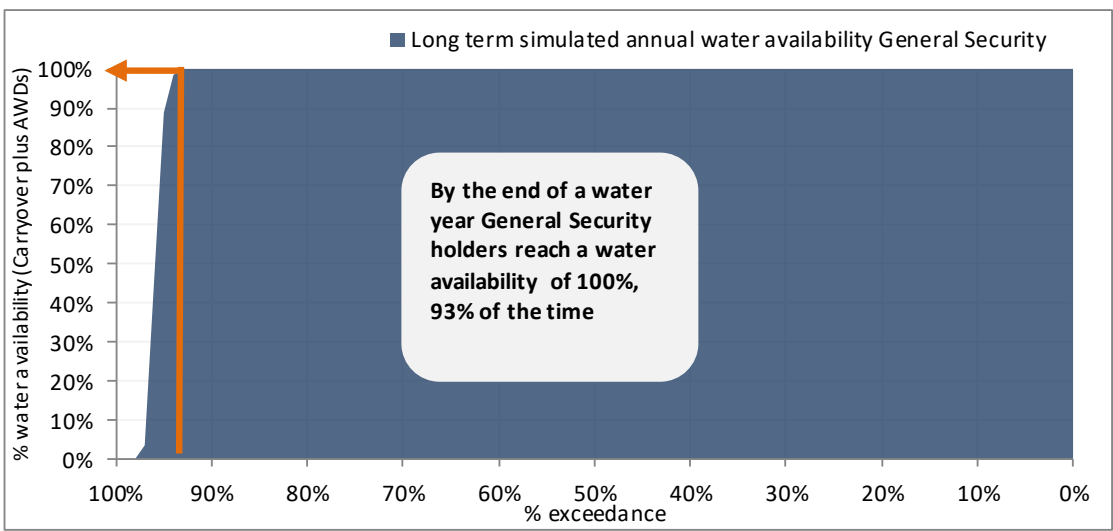 Long term simulated annual water availability General Security
% water availability (Carryover plus AWDs)
100%
90%
80%
70%
60%
50%
40%
30%
20%
10%
0%
By the end of a water
year General Security
holders reach a water
availability of 100%,
93% of the time
100% 90% 80% 70% 60% 50% 40% 30% 20% 10% 0%
% exceedance